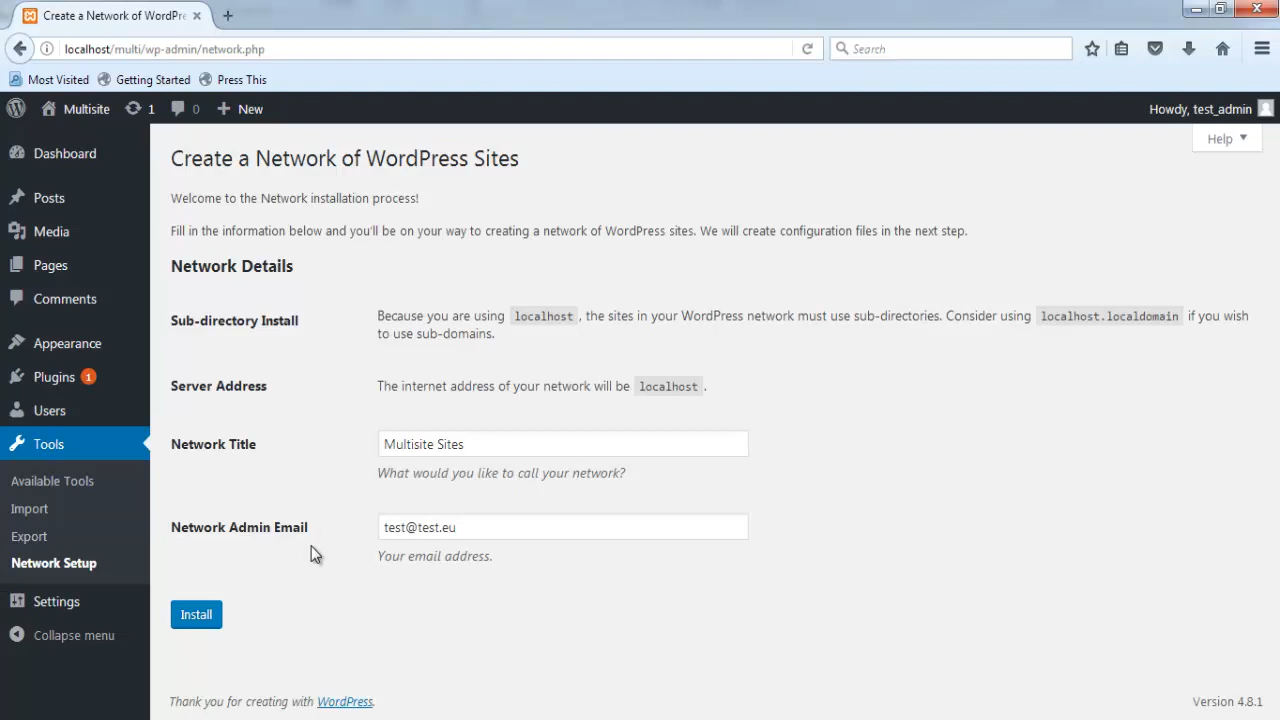 Create a Network of WordPre
localhost/multi/wp-admin/network.php
Search
Most Visited Getting Started Press This
Multisite 1 0 New Howdy, test_admin
Help
Dashboard
Posts
Media
Pages
Comments
Appearance
Plugins 1
Users
Tools
Available Tools
Import
Export
Network Setup
Settings
Collapse menu
Create a Network of WordPress Sites
Welcome to the Network installation process!
Fill in the information below and you'll be on your way to creating a network of WordPress sites. We will create configuration files in the next step.
Network Details
Sub-directory Install
Because you are using localhost, the sites in your WordPress network must use sub-directories. Consider using localhost.localdomain if you wish
to use sub-domains.
Server Address
The internet address of your network will be localhost.
Network Title
Multisite Sites
What would you like to call your network?
Network Admin Email
test@test.eu
Your email address.
Install
Thank you for creating with WordPress.
Version 4.8.1